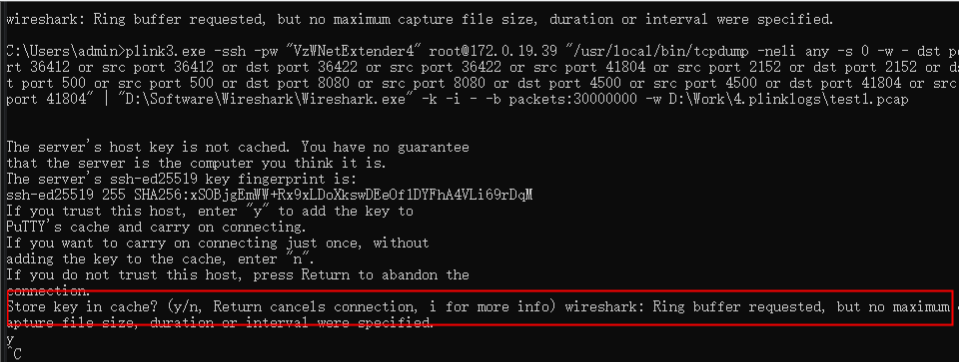 wireshark: Ring buffer requested, but no maximum capture file size, duration or interval were specified.
C:\Users\admin>plink3.exe -ssh -pw "VzWNetExtender4" root@172.0.19.39 "/usr/local/bin/tcpdump -neli any -s 0 -w - dst po
rt 36412 or src port 36412 or dst port 36422 or src port 36422 or src port 41804 or src port 2152 or dst port 2152 or ds
t port 500 or src port 500 or dst port 8080 or src port 8080 or dst port 4500 or src port 4500 or dst port 41804 or src
port 41804" | "D:\Software\Wireshark\Wireshark.exe" -k -i - -b packets:30000000 -w D:\Work\4.plinklogs\test1.pcap
The server's host key is not cached. You have no guarantee
that the server is the computer you think it is.
The server's ssh-ed25519 key fingerprint is:
ssh-ed25519 255 SHA256:xSOBjgEmWW+Rx9xLDoXkswDEeOf1DYFhA4VLi69rDqM
If you trust this host, enter "y" to add the key to
PuTTY's cache and carry on connecting.
If you want to carry on connecting just once, without
adding the key to the cache, enter "n".
If you do not trust this host, press Return to abandon the
connection.
Store key in cache? (y/n, Return cancels connection, i for more info) wireshark: Ring buffer requested, but no maximum c
apture file size, duration or interval were specified.
y
^C